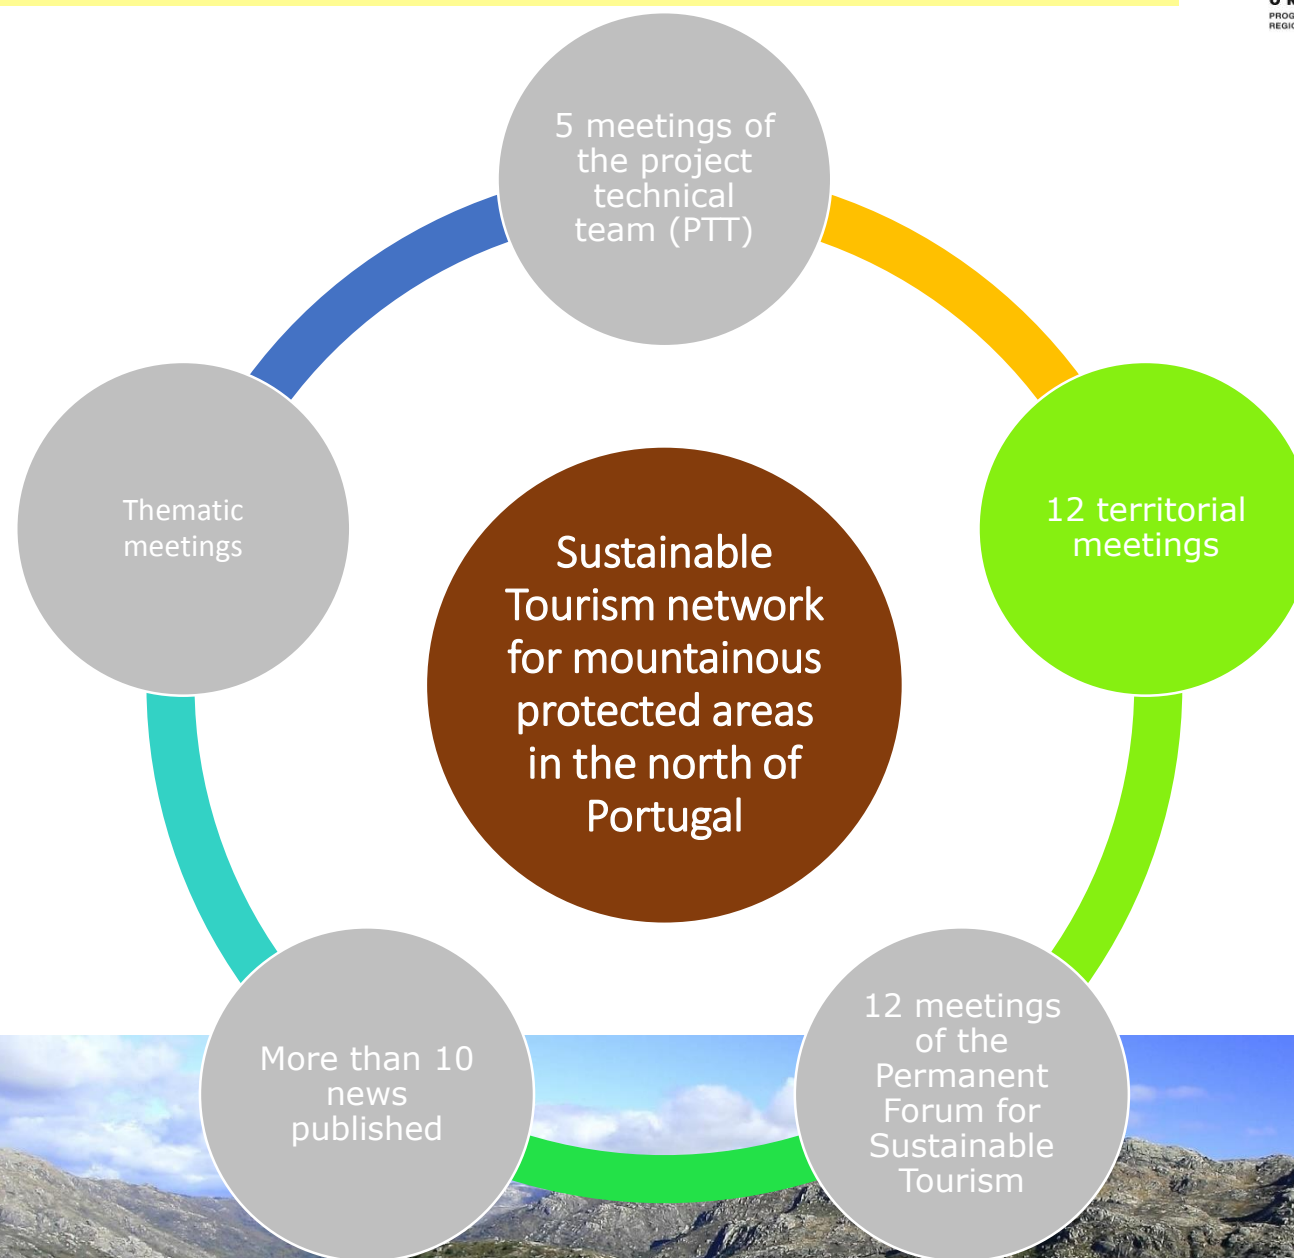 PROG
REGIO
5 meetings of
the project
technical
team (PTT)
12 territorial
meetings
12 meetings
of the
Permanent
Forum for
Sustainable
Tourism
More than 10
news
published
Thematic
meetings
Sustainable
Tourism network
for mountainous
protected areas
in the north of
Portugal